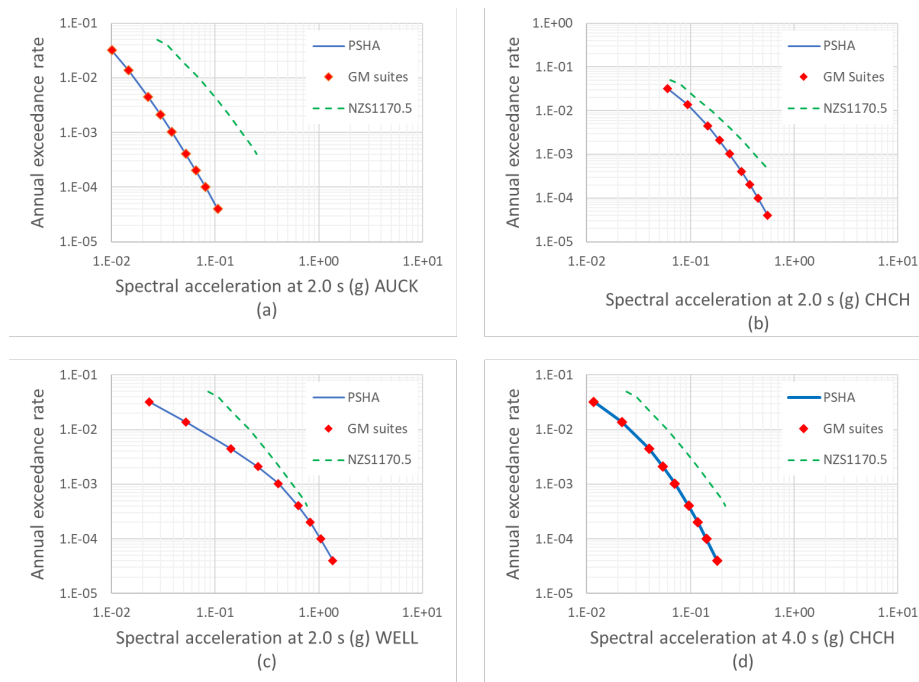 1.E-01
1.E-02
1.E-03
1.E-04
1.E-05
Annual exceedance rate
PSHA
GM suites
NZS1170.5
1.E-02 1.E-01 1.E+00 1.E+01
Spectral acceleration at 2.0 s (g) AUCK
(a)
1.E+00
1.E-01
1.E-02
1.E-03
1.E-04
1.E-05
Annual exceedance rate
PSHA
GM Suites
NZS1170.5
1.E-02 1.E-01 1.E+00 1.E+01
Spectral acceleration at 2.0 s (g) CHCH
(b)
1.E-01
1.E-02
1.E-03
1.E-04
1.E-05
Annual exceedance rate
PSHA
GM suites
NZS1170.5
1.E-02 1.E-01 1.E+00 1.E+01
Spectral acceleration at 2.0 s (g) WELL
(c)
1.E-01
1.E-02
1.E-03
1.E-04
1.E-05
Annual exceedance rate
PSHA
GM suites
NZS1170.5
1.E-02 1.E-01 1.E+00 1.E+01
Spectral acceleration at 4.0 s (g) CHCH
(d)